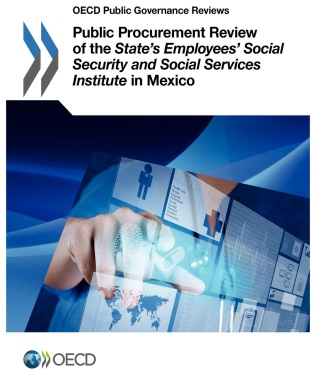 OECD Public Governance Reviews
Public Procurement Review
of the State's Employees' Social
Security and Social Services
Institute in Mexico
OECD